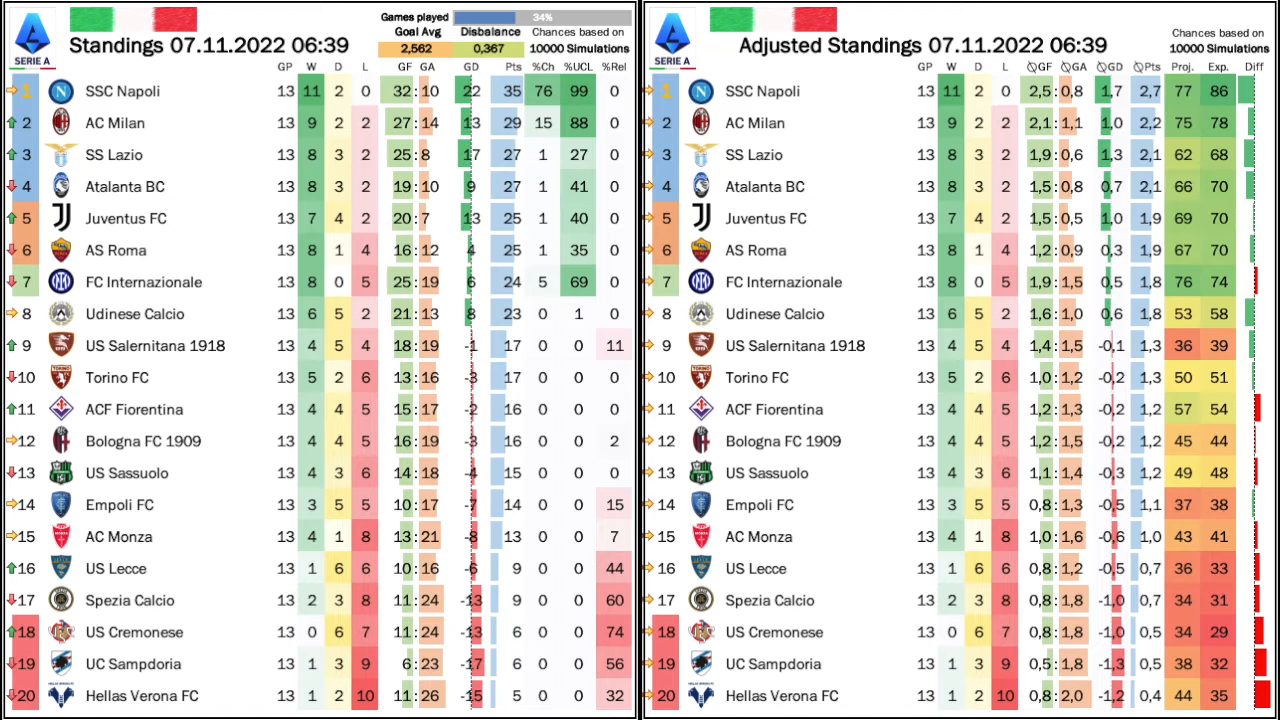 SERIE A
Standings 07.11.2022 06:39
Games played 34%
Goal Avg Disbalance Chances based on
2,562 0,367 10000 Simulations
GP W D L GF GA GD Pts %Ch %UCL %Rel
1 SSC Napoli 13 11 2 0 32:10 22 35 76 99 0
2 AC Milan 13 9 2 2 27:14 13 29 15 88 0
3 SS Lazio 13 8 3 2 25:8 17 27 1 27 0
4 Atalanta BC 13 8 3 2 19:10 9 27 1 41 0
5 Juventus FC 13 7 4 2 20:7 13 25 1 40 0
6 AS Roma 13 8 1 4 16:12 4 25 1 35 0
7 FC Internazionale 13 8 0 5 25:19 6 24 5 69 0
8 Udinese Calcio 13 6 5 2 21:13 8 23 0 1 0
9 US Salernitana 1918 13 4 5 4 18:19 -1 17 0 0 11
10 Torino FC 13 5 2 6 13:16 -3 17 0 0 0
11 ACF Fiorentina 13 4 4 5 15:17 -2 16 0 0 0
12 Bologna FC 1909 13 4 4 5 16:19 -3 16 0 0 2
13 US Sassuolo 13 4 3 6 14:18 -4 15 0 0 0
14 Empoli FC 13 3 5 5 10:17 -7 14 0 0 15
15 AC Monza 13 4 1 8 13:21 -8 13 0 0 7
16 US Lecce 13 1 6 6 10:16 -6 9 0 0 44
17 Spezia Calcio 13 2 3 8 11:24 -13 9 0 0 60
18 US Cremonese 13 0 6 7 11:24 -13 6 0 0 74
19 UC Sampdoria 13 1 3 9 6:23 -17 6 0 0 56
20 Hellas Verona FC 13 1 2 10 11:26 -15 5 0 0 32
SERIE A
Adjusted Standings 07.11.2022 06:39
Chances based on
10000 Simulations
GP W D L ∅GF ∅GA ∅GD ∅Pts Proj. Exp. Diff
1 SSC Napoli 13 11 2 0 2,5:0,8 1,7 2,7 77 86
2 AC Milan 13 9 2 2 2,1:1,1 1,0 2,2 75 78
3 SS Lazio 13 8 3 2 1,9:0,6 1,3 2,1 62 68
4 Atalanta BC 13 8 3 2 1,5:0,8 0,7 2,1 66 70
5 Juventus FC 13 7 4 2 1,5:0,5 1,0 1,9 69 70
6 AS Roma 13 8 1 4 1,2:0,9 0,3 1,9 67 70
7 FC Internazionale 13 8 0 5 1,9:1,5 0,5 1,8 76 74
8 Udinese Calcio 13 6 5 2 1,6:1,0 0,6 1,8 53 58
9 US Salernitana 1918 13 4 5 4 1,4:1,5 -0,1 1,3 36 39
10 Torino FC 13 5 2 6 1,0:1,2 -0,2 1,3 50 51
11 ACF Fiorentina 13 4 4 5 1,2:1,3 -0,2 1,2 57 54
12 Bologna FC 1909 13 4 4 5 1,2:1,5 -0,2 1,2 45 44
13 US Sassuolo 13 4 3 6 1,1:1,4 -0,3 1,2 49 48
14 Empoli FC 13 3 5 5 0,8:1,3 -0,5 1,1 37 38
15 AC Monza 13 4 1 8 1,0:1,6 -0,6 1,0 43 41
16 US Lecce 13 1 6 6 0,8:1,2 -0,5 0,7 36 33
17 Spezia Calcio 13 2 3 8 0,8:1,8 -1,0 0,7 34 31
18 US Cremonese 13 0 6 7 0,8:1,8 -1,0 0,5 34 29
19 UC Sampdoria 13 1 3 9 0,5:1,8 -1,3 0,5 38 32
20 Hellas Verona FC 13 1 2 10 0,8:2,0 -1,2 0,4 44 35